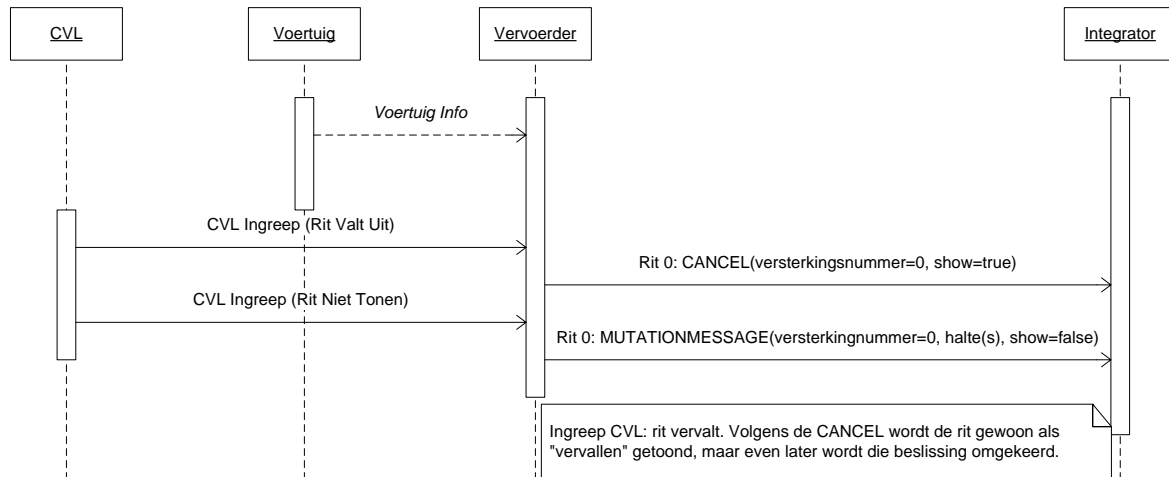 CVL
Voertuig
Vervoerder
Integrator
Voertuig Info
CVL Ingreep (Rit Valt Uit)
Rit 0: CANCEL(versterkingsnummer=0, show=true)
CVL Ingreep (Rit Niet Tonen)
Rit 0: MUTATIONMESSAGE(versterkingnummer=0, halte(s), show=false)
Ingreep CVL: rit vervalt. Volgens de CANCEL wordt de rit gewoon als
"vervallen" getoond, maar even later wordt die beslissing omgekeerd.